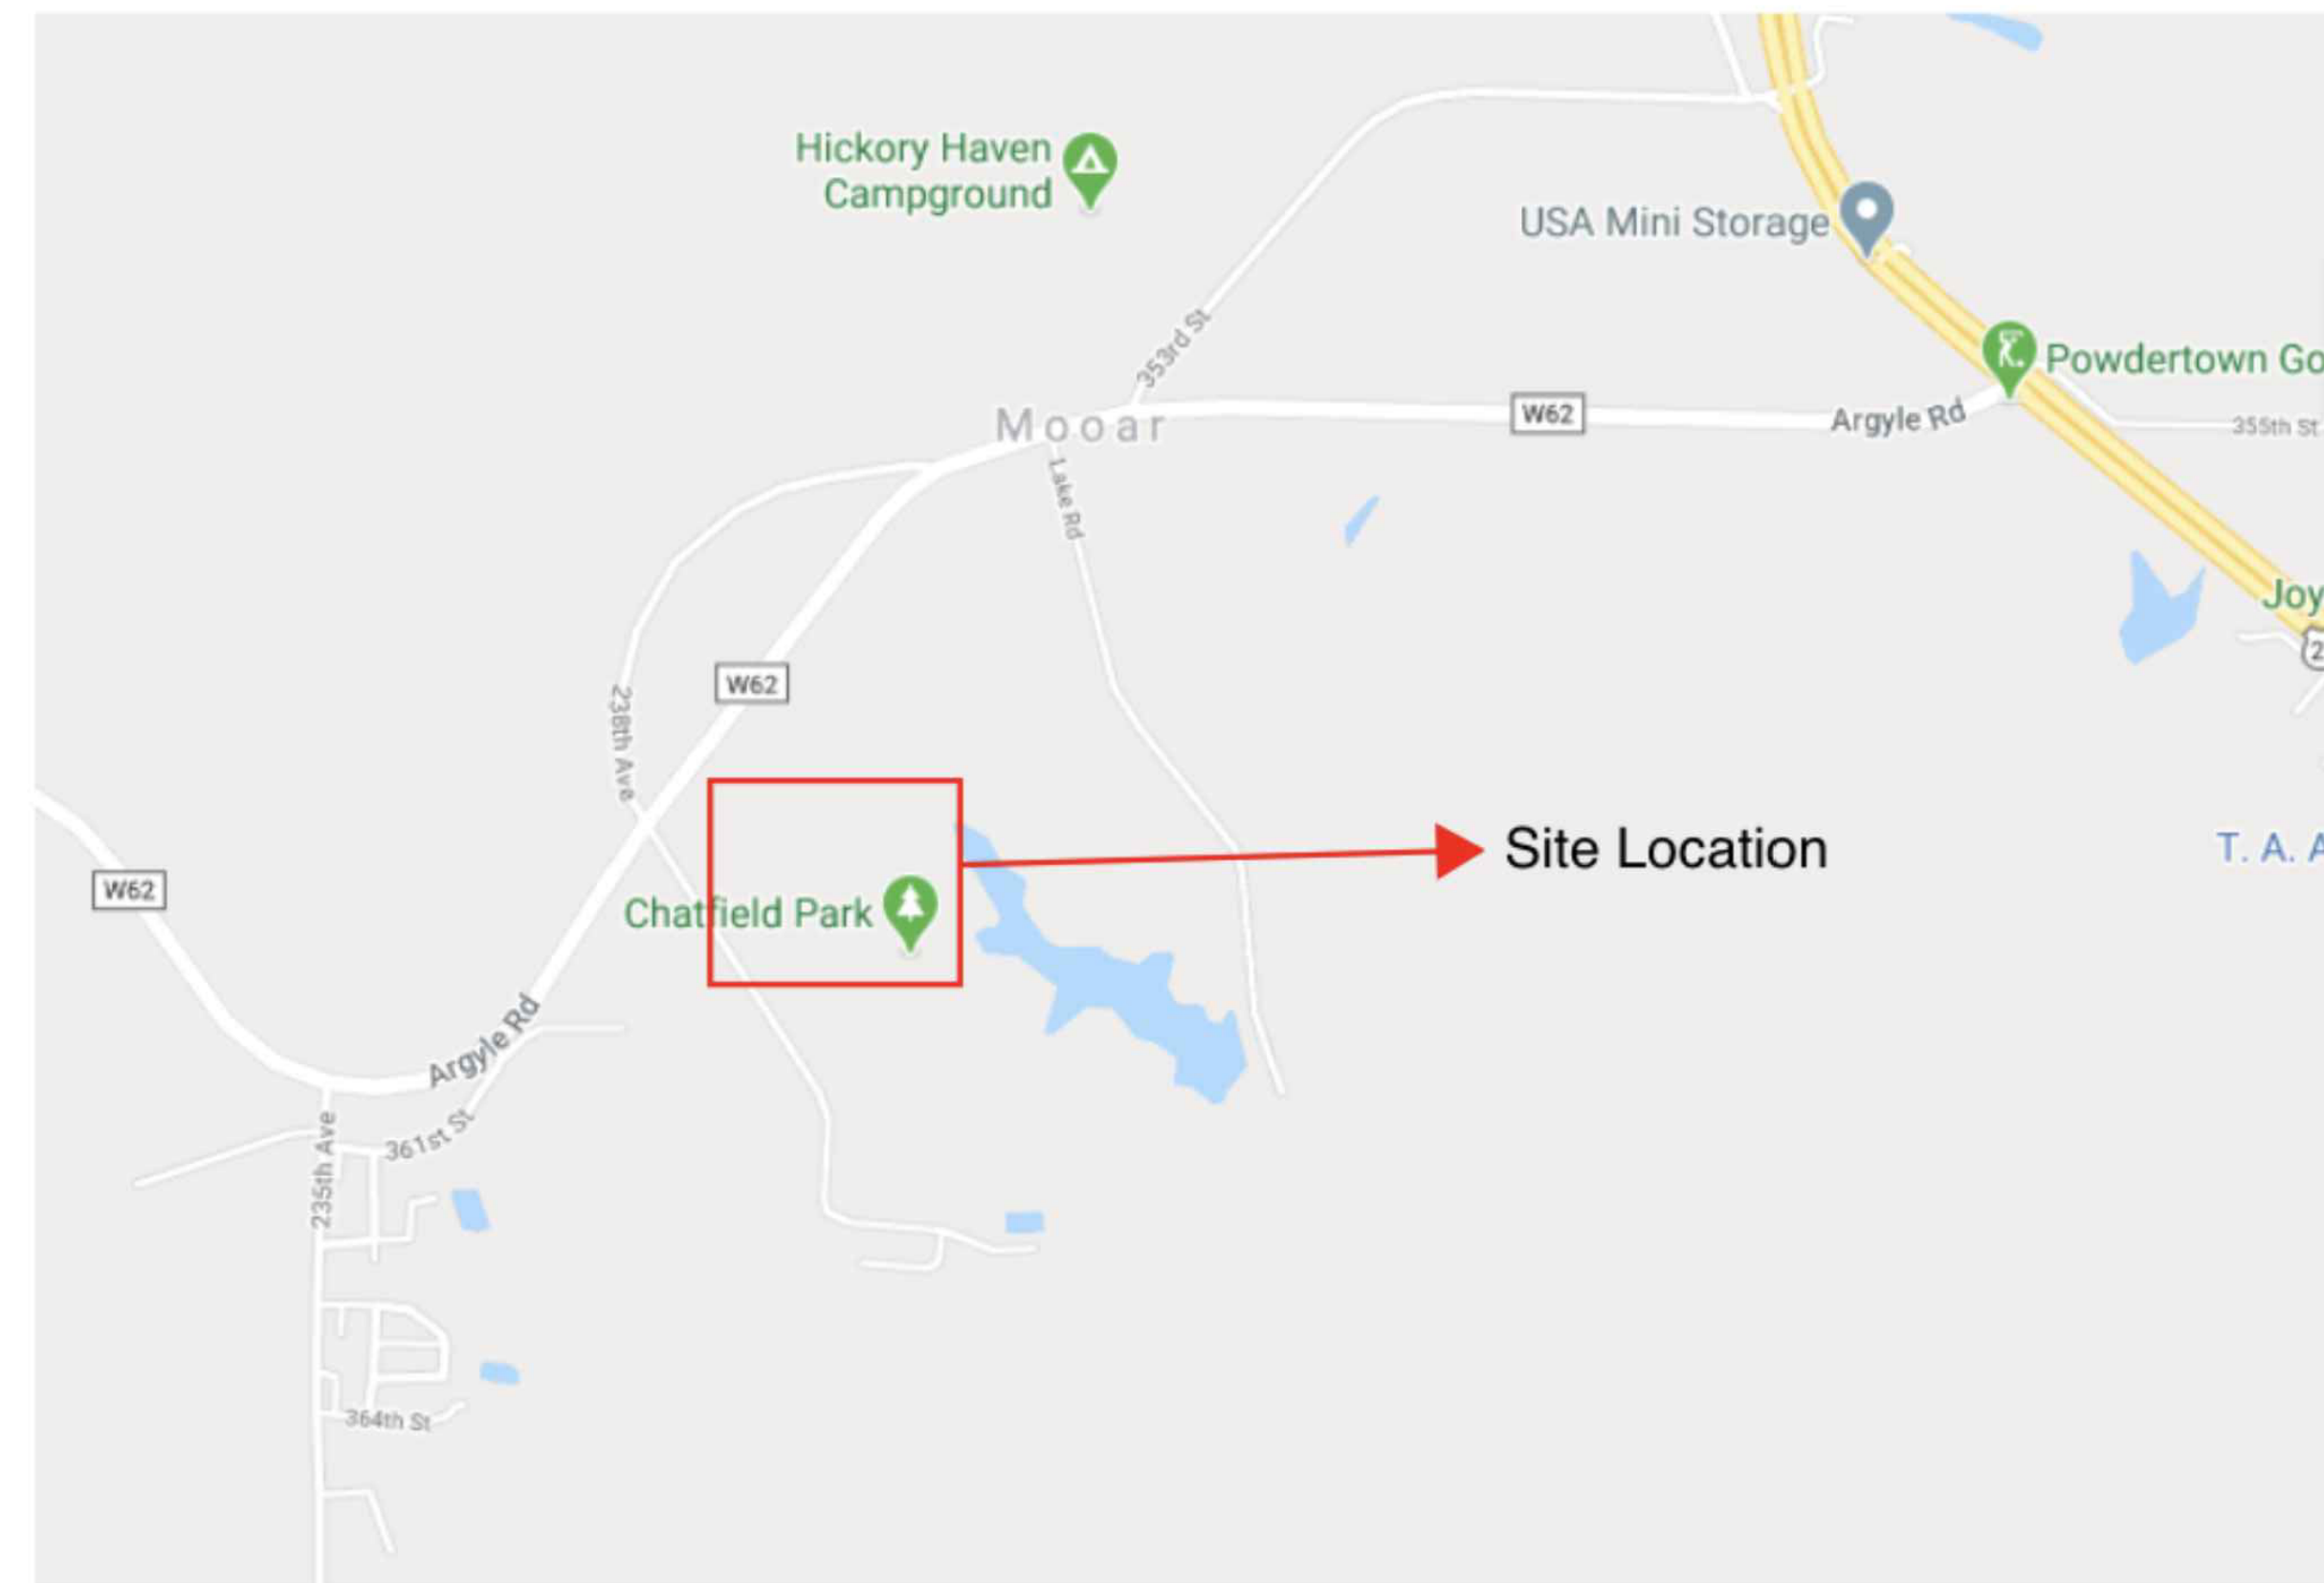 Hickory Haven
Campground
USA Mini Storage
353rd St
Powdertown Go
Mooar
W62
Argyle Rd
355th St
Lake Rd
Joy
2
238th Ave
W62
Site Location
T. A. A
W62
Chatfield Park
Argyle Rd
361st St
235th Ave
364th St